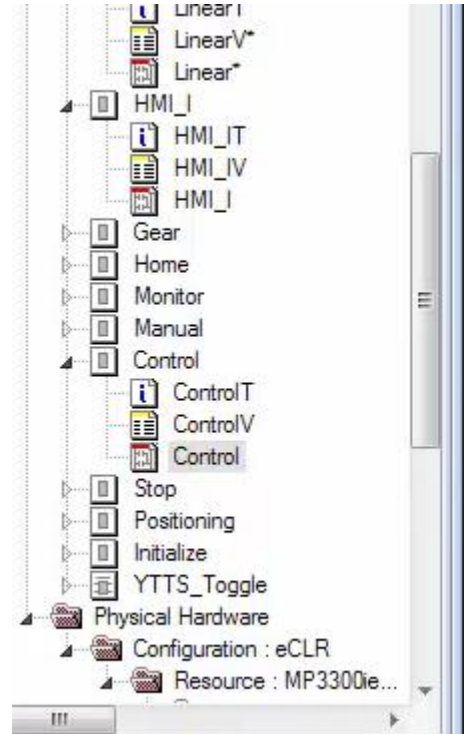 LinearT
LinearV*
Linear*
HMI_I
HMI_IT
HMI_IV
HMI_I
Gear
Home
Monitor
Manual
Control
ControlT
ControlV
Control
Stop
Positioning
Initialize
YTTS_Toggle
Physical Hardware
Configuration : eCLR
Resource : MP3300ie...